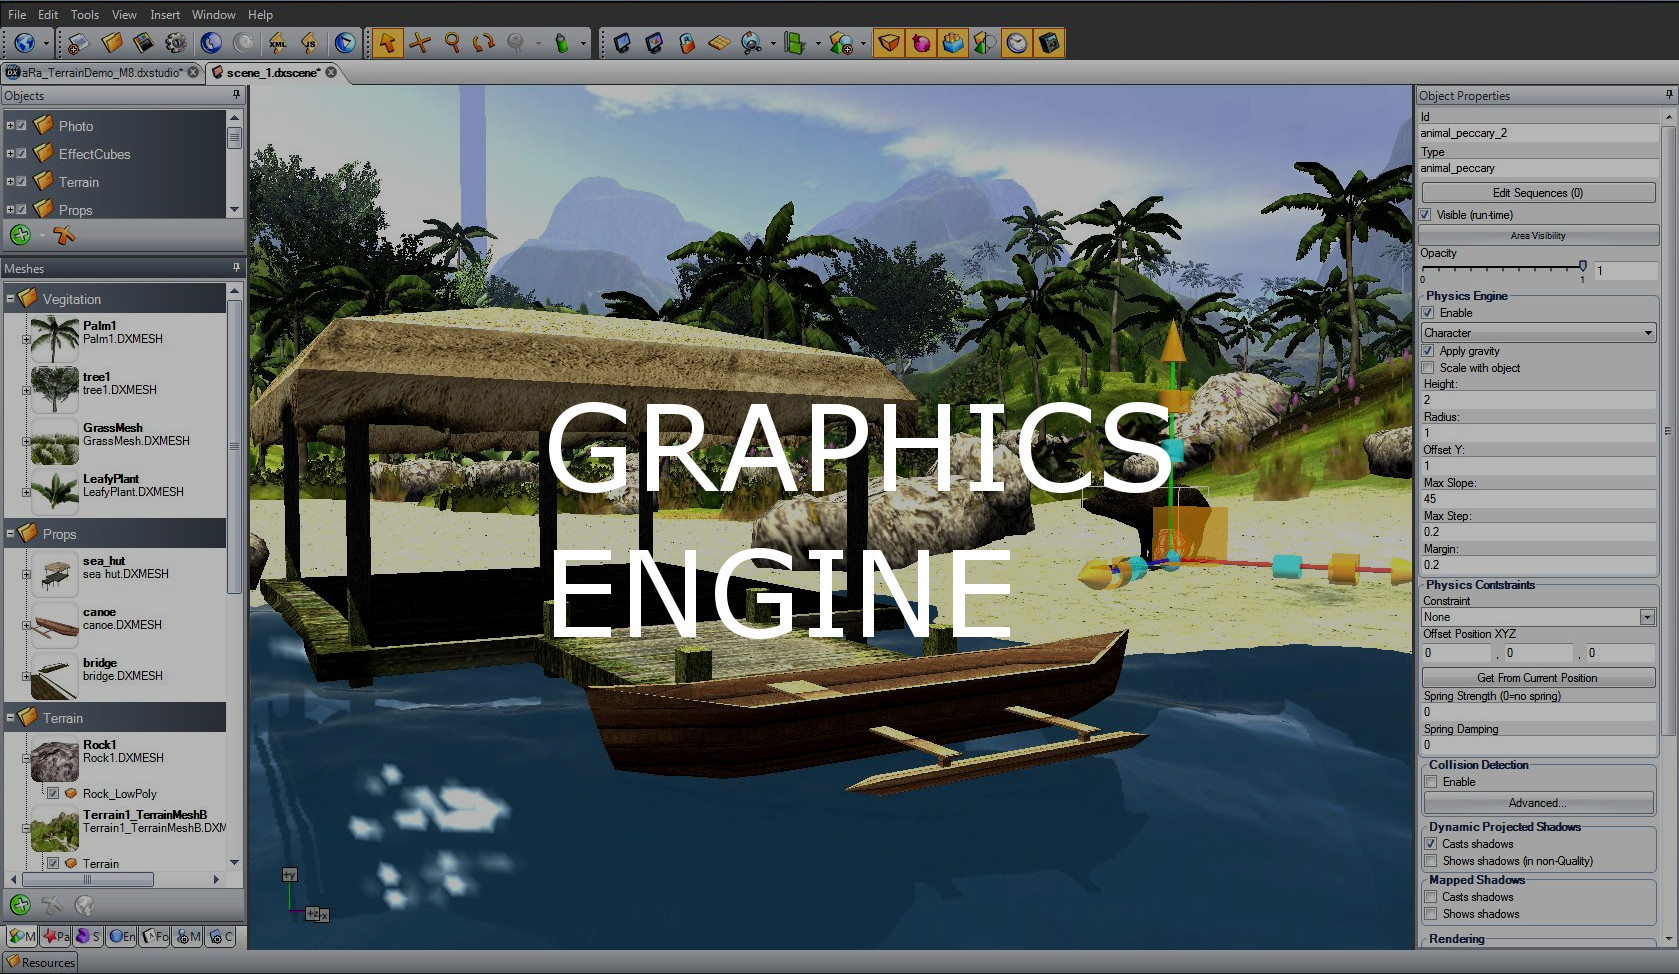 File Edit Tools View Insert Window Help
XML JS
aRa_TerrainDemo_M8.dxstudio* scene_1.dxscene*
Objects
Photo
EffectCubes
Terrain
Props
Meshes
Vegitation
Palm1
Palm1.DXMESH
tree1
tree1.DXMESH
GrassMesh
GrassMesh.DXMESH
LeafyPlant
LeafyPlant.DXMESH
Props
sea_hut
sea hut.DXMESH
canoe
canoe.DXMESH
bridge
bridge.DXMESH
Terrain
Rock1
Rock1.DXMESH
Rock_LowPoly
Terrain1_TerrainMeshB
Terrain1_TerrainMeshB.DXM
Terrain
M Pa S En Fo M C
Resources
GRAPHICS
ENGINE
+y
+z -x
Object Properties
Id
animal_peccary_2
Type
animal_peccary
Edit Sequences (0)
Visible (run-time)
Area Visibility
Opacity
1
0 1
Physics Engine
Enable
Character
Apply gravity
Scale with object
Height:
2
Radius:
1
Offset Y:
1
Max Slope:
45
Max Step:
0.2
Margin:
0.2
Physics Contstraints
Constraint
None
Offset Position XYZ
0 , 0 , 0
Get From Current Position
Spring Strength (0=no spring)
0
Spring Damping
0
Collision Detection
Enable
Advanced...
Dynamic Projected Shadows
Casts shadows
Shows shadows (in non-Quality)
Mapped Shadows
Casts shadows
Shows shadows
Rendering